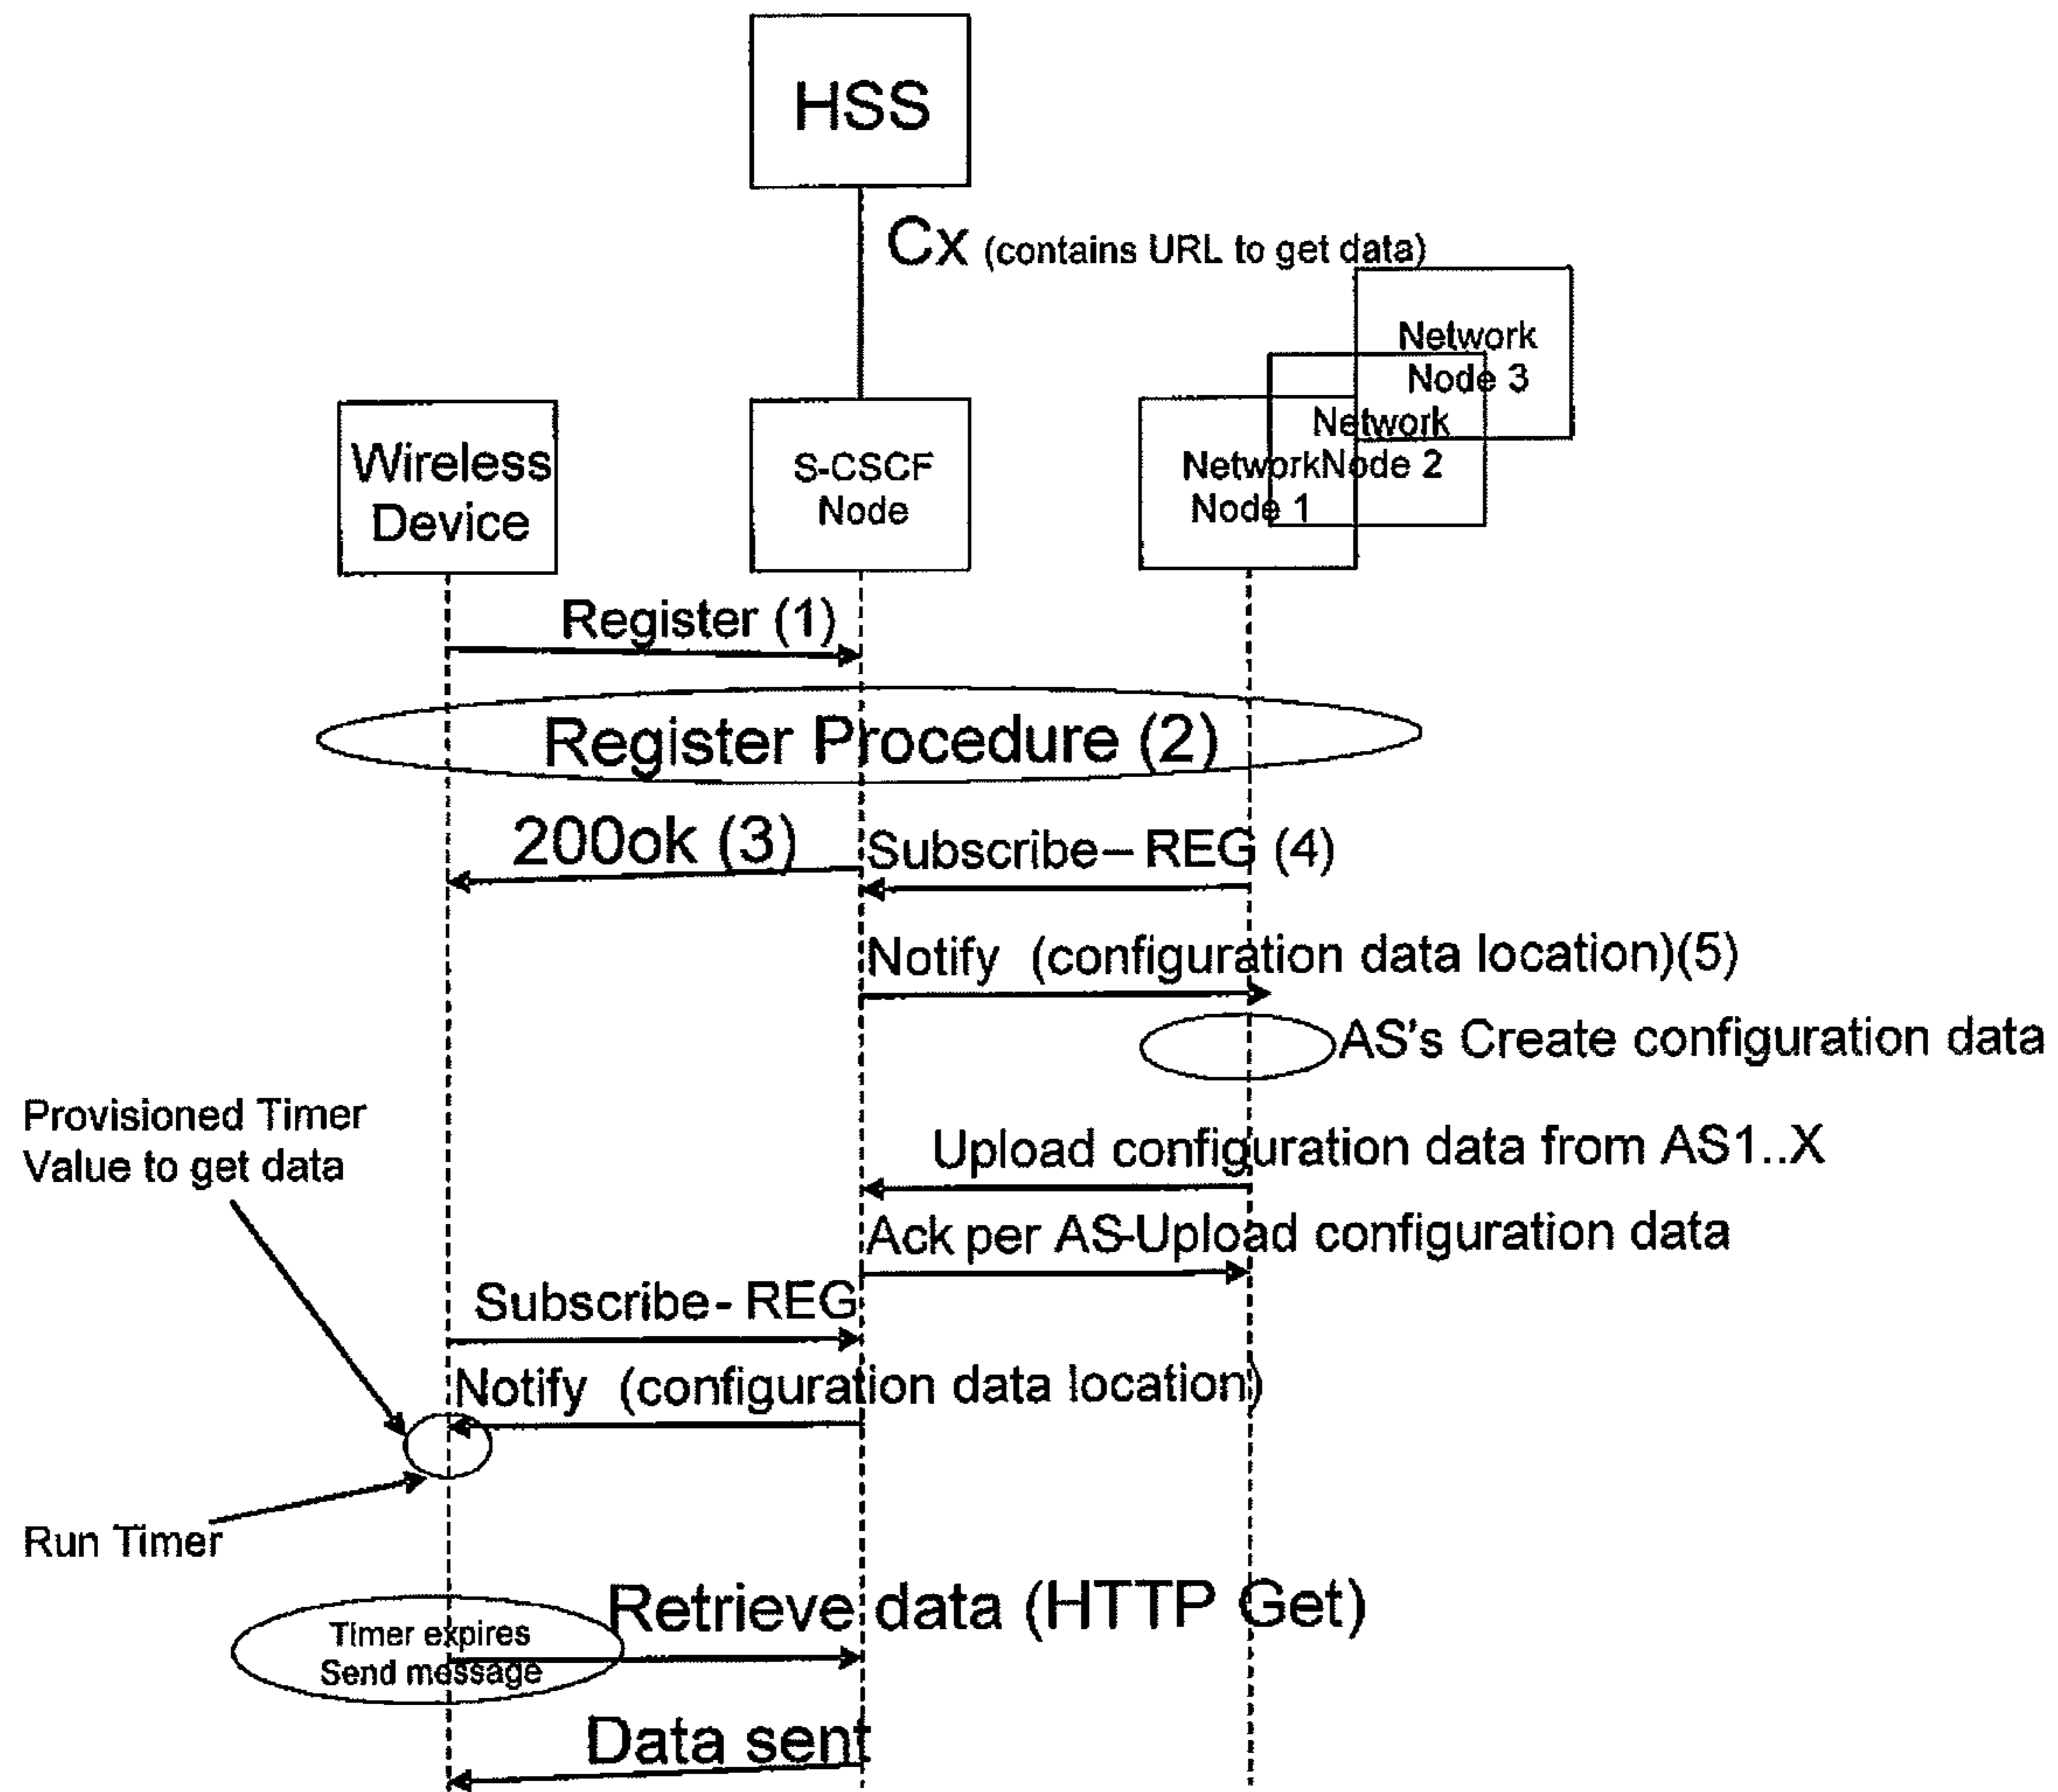 HSS
Cx (contains URL to get data)
Network
Node 3
Network
Node 2
Network
Node 1
Wireless
Device
S-CSCF
Node
Register (1)
Register Procedure (2)
200ok (3)
Subscribe – REG (4)
Notify (configuration data location)(5)
AS's Create configuration data
Provisioned Timer
Value to get data
Upload configuration data from AS1..X
Ack per AS-Upload configuration data
Subscribe - REG
Notify (configuration data location)
Run Timer
Retrieve data (HTTP Get)
Timer expires
Send message
Data sent